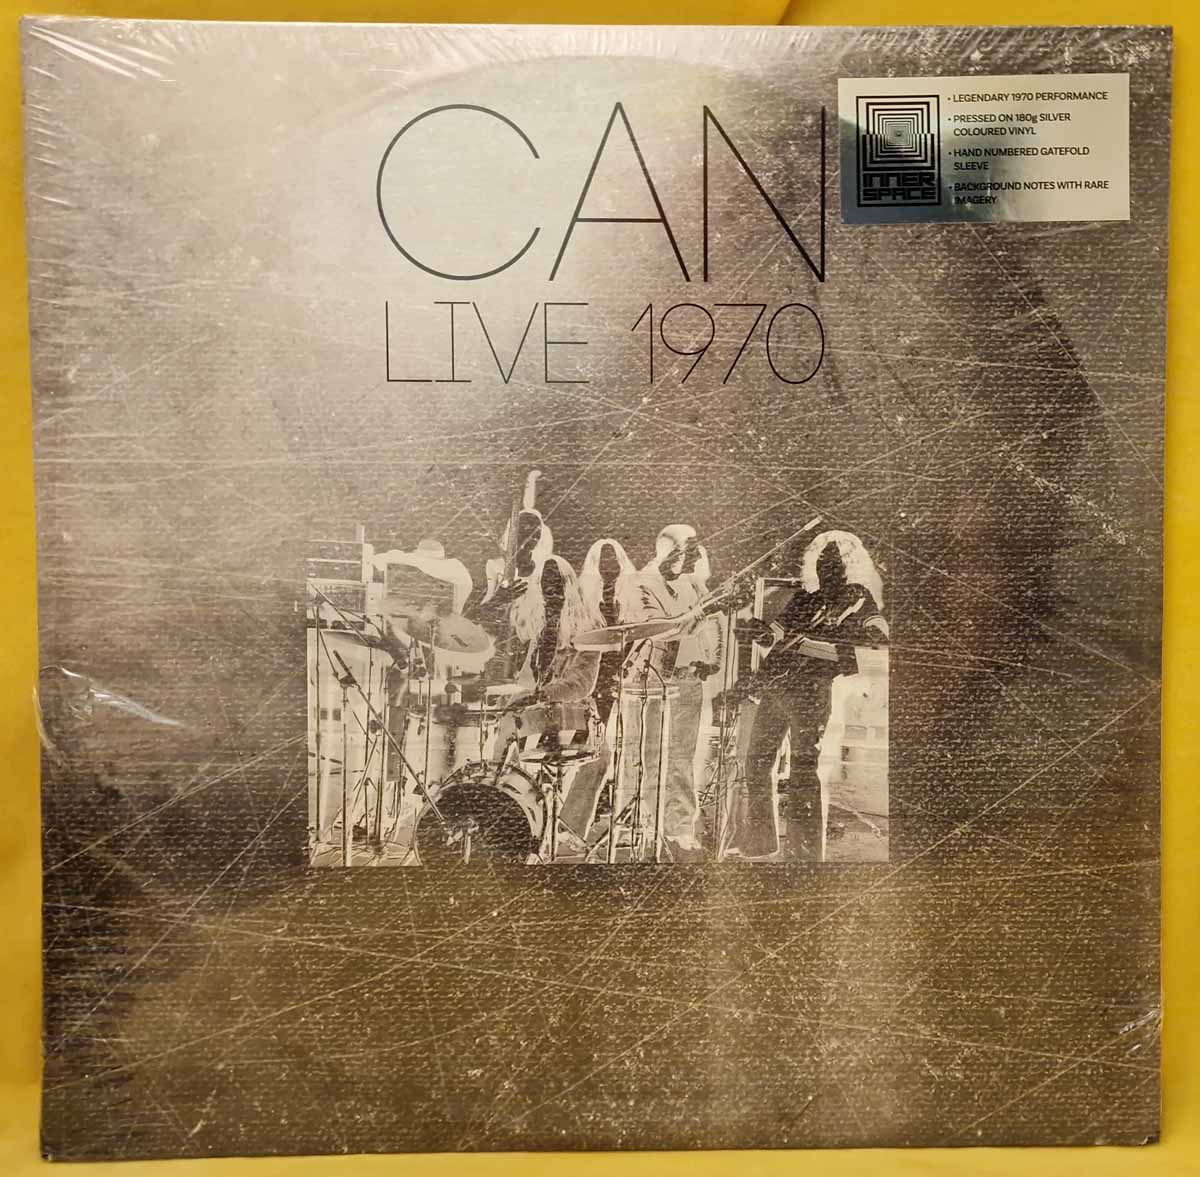 CAN
LIVE 1970
INNER
SPACE
• LEGENDARY 1970 PERFORMANCE
• PRESSED ON 180g SILVER
COLOURED VINYL
• HAND NUMBERED GATEFOLD
SLEEVE
• BACKGROUND NOTES WITH RARE
IMAGERY